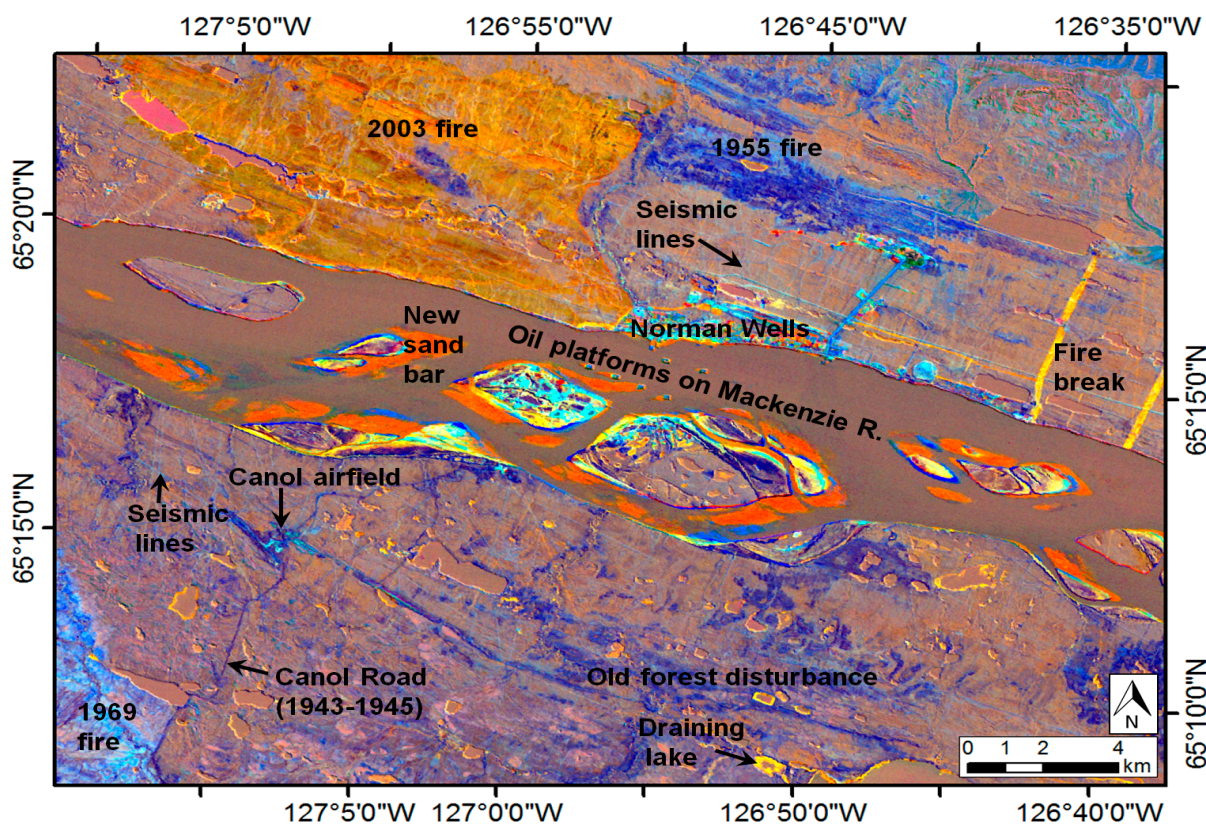 127°5'0"W 126°55'0"W 126°45'0"W 126°35'0"W
65°20'0"N
65°15'0"N
65°15'0"N
65°10'0"N
2003 fire
1955 fire
Seismic
lines
New
sand
bar
Oil platforms on Mackenzie R.
Norman Wells
Fire
break
Canol airfield
Seismic
lines
Canol Road
(1943-1945)
Old forest disturbance
1969
fire
Draining
lake
N
0 1 2 4
km
127°5'0"W 127°0'0"W 126°50'0"W 126°40'0"W